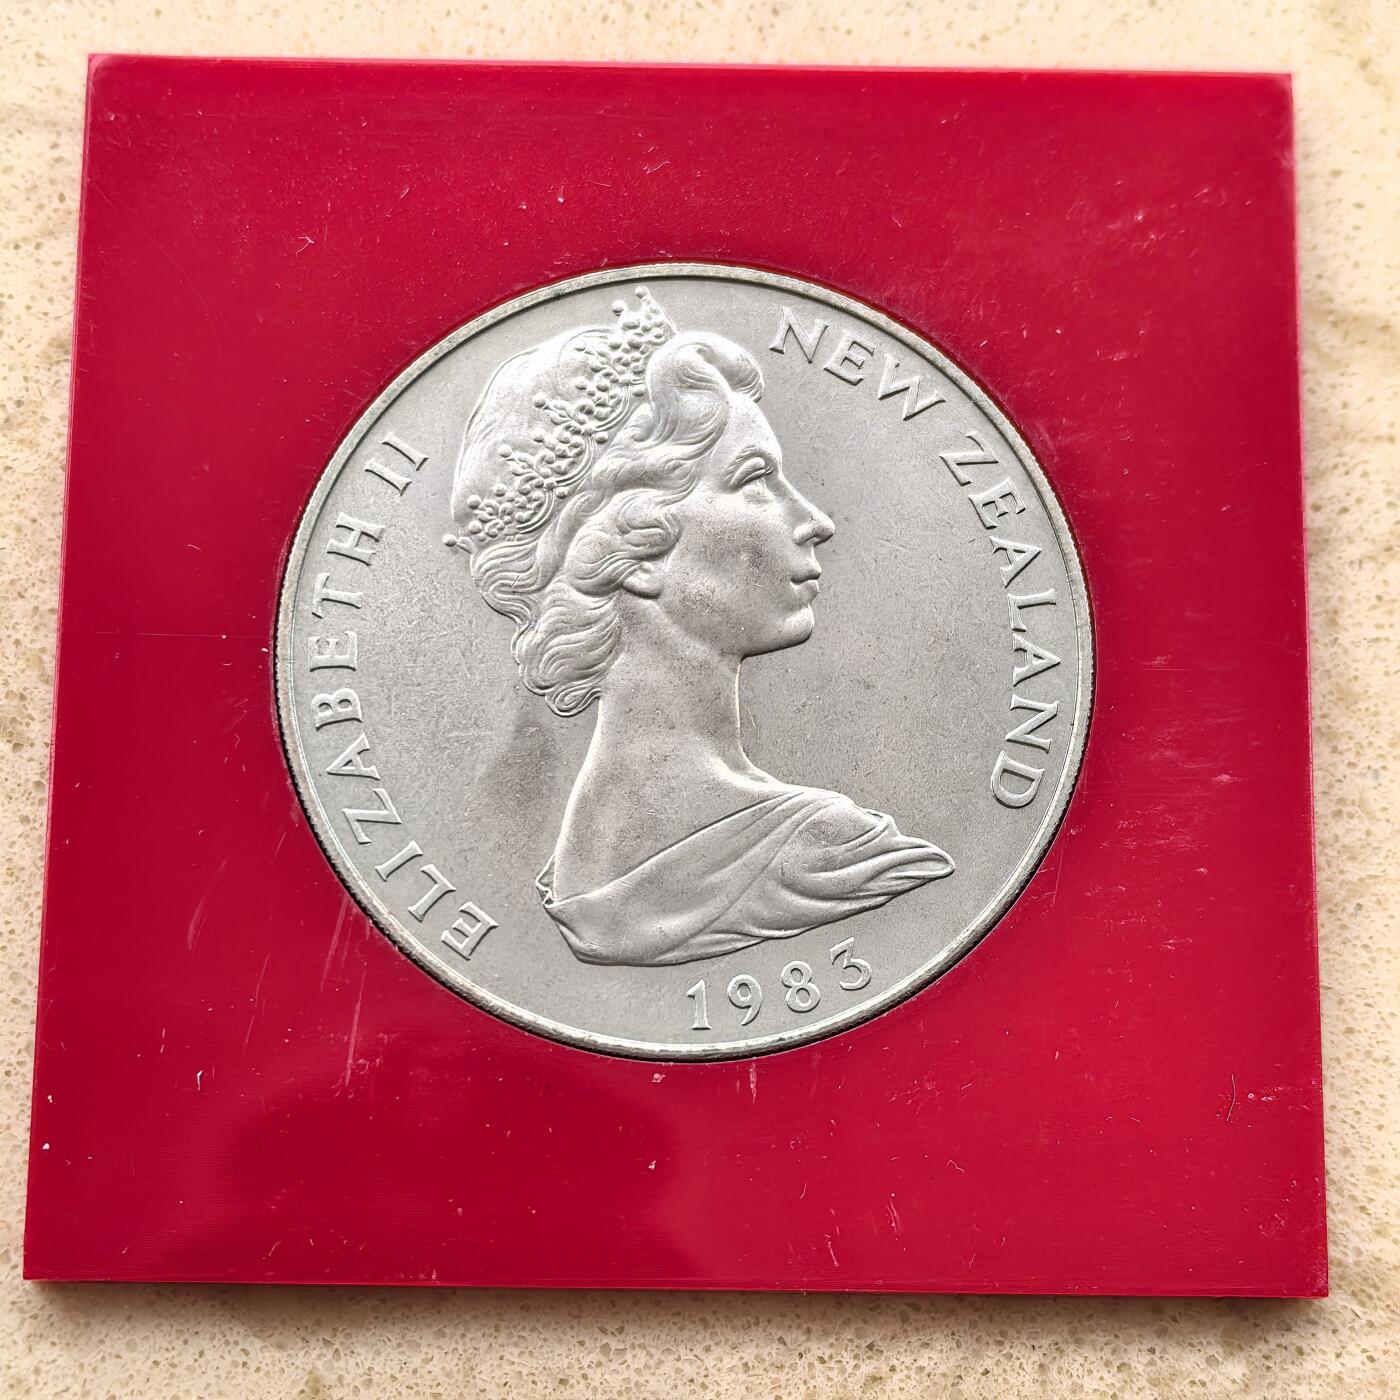 ELIZABETH II
NEW ZEALAND
1983